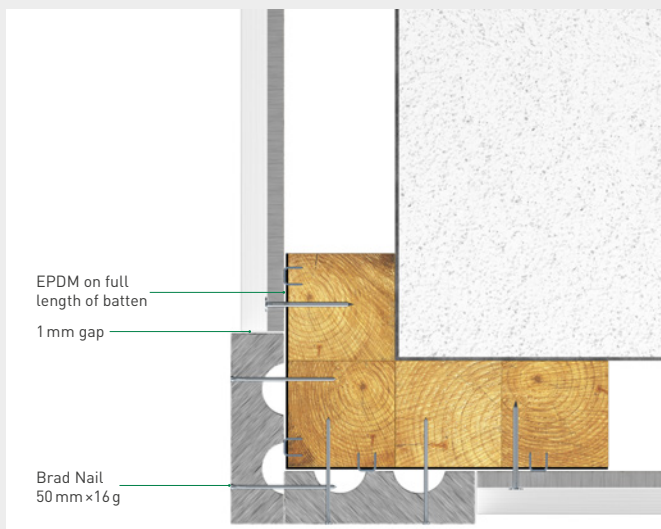 EPDM on full
length of batten
1 mm gap
Brad Nail
50 mm×16 g